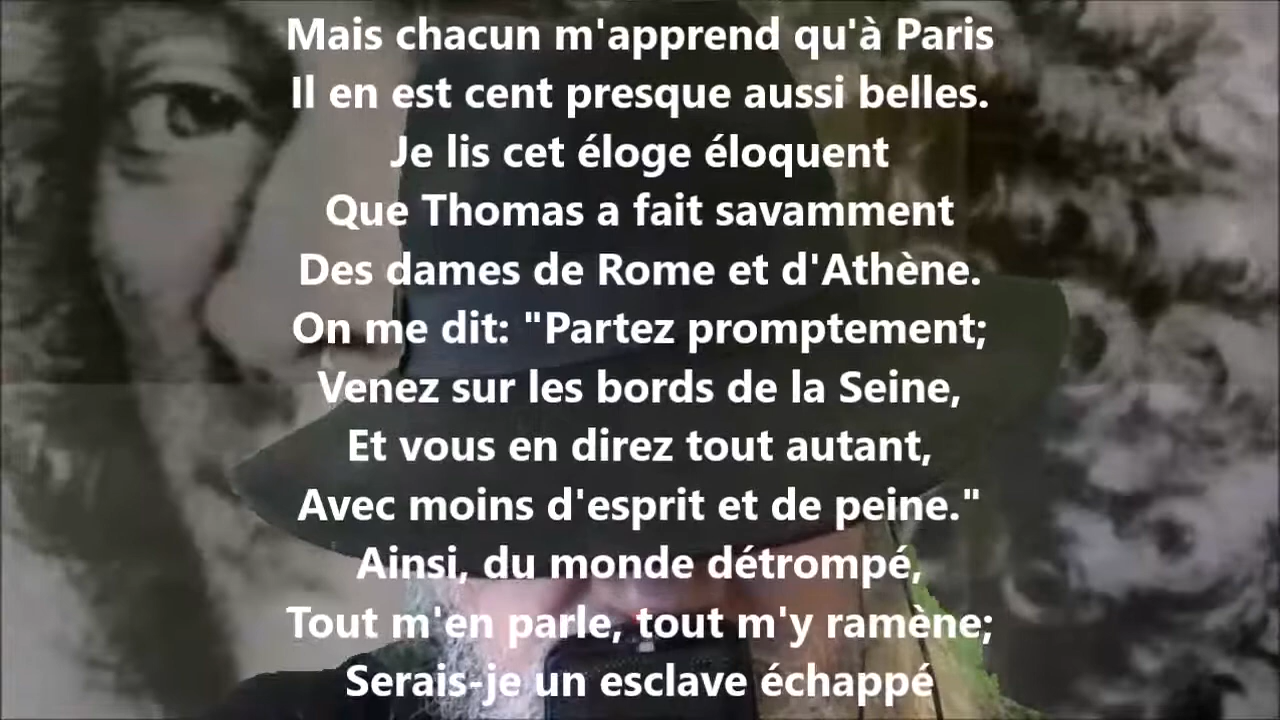 Mais chacun m'apprend qu'à Paris
Il en est cent presque aussi belles.
Je lis cet éloge éloquent
Que Thomas a fait savamment
Des dames de Rome et d'Athène.
On me dit: "Partez promptement;
Venez sur les bords de la Seine,
Et vous en direz tout autant,
Avec moins d'esprit et de peine."
Ainsi, du monde détrompé,
Tout m'en parle, tout m'y ramène;
Serais-je un esclave échappé